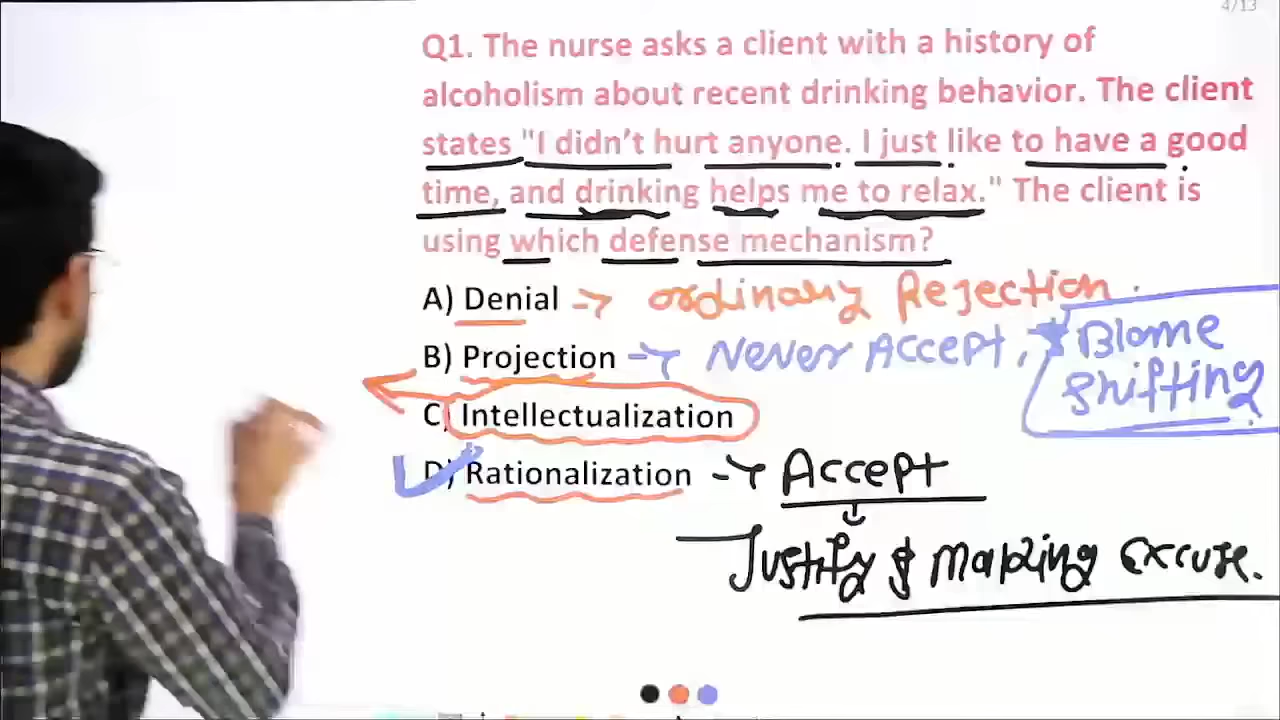 4/13
Q1. The nurse asks a client with a history of
alcoholism about recent drinking behavior. The client
states "I didn't hurt anyone. I just like to have a good
time, and drinking helps me to relax." The client is
using which defense mechanism?
A) Denial → ordinary Rejection.
B) Projection → Never Accept, * Blame
Shifting
C) Intellectualization
D) Rationalization → Accept
Justify & Making excuse.